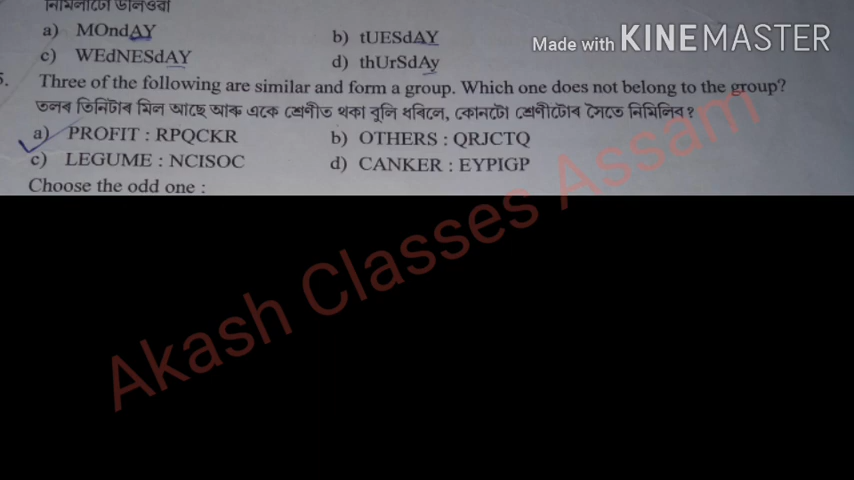 a) MOndAY b) tUESdAY
c) WEdNESdAY d) thUrSdAy
Made with KINEMASTER
5. Three of the following are similar and form a group. Which one does not belong to the group?
তলৰ তিনিটাৰ মিল আছে আৰু একে শ্ৰেণীত থকা বুলি ধৰিলে, কোনটো শ্ৰেণীটোৰ সৈতে নিমিলিব?
a) PROFIT : RPQCKR b) OTHERS : QRJCTQ
c) LEGUME : NCISOC d) CANKER : EYPIGP
Choose the odd one :
Akash Classes Assam